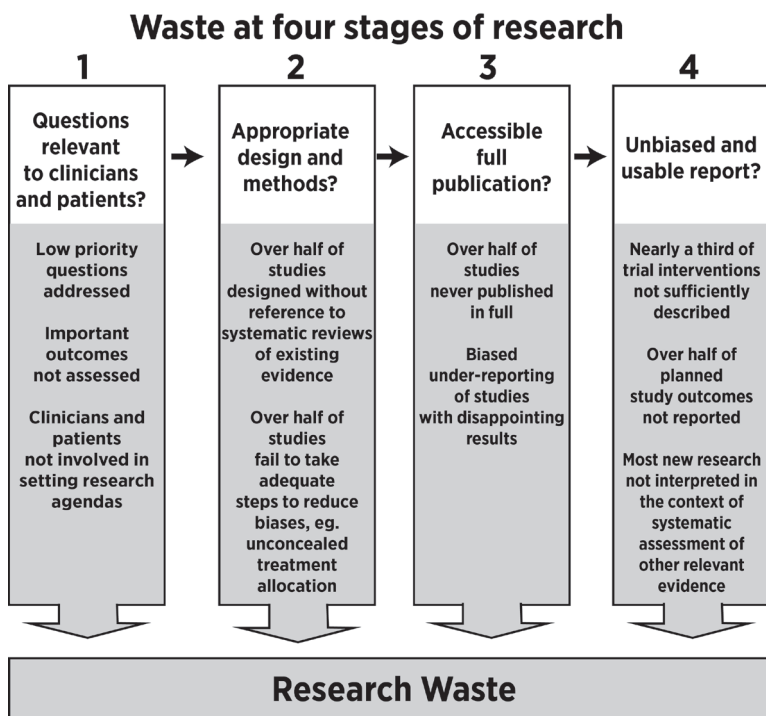 Waste at four stages of research
1
Questions
relevant
to clinicians
and patients?
Low priority
questions
addressed
Important
outcomes
not assessed
Clinicians and
patients
not involved in
setting research
agendas
2
Appropriate
design and
methods?
Over half of
studies
designed without
reference to
systematic reviews
of existing
evidence
Over half of
studies
fail to take
adequate
steps to reduce
biases, eg.
unconcealed
treatment
allocation
3
Accessible
full
publication?
Over half of
studies
never published
in full
Biased
under-reporting
of studies
with disappointing
results
4
Unbiased and
usable report?
Nearly a third of
trial interventions
not sufficiently
described
Over half of
planned
study outcomes
not reported
Most new research
not interpreted in
the context of
systematic
assessment of
other relevant
evidence
Research Waste